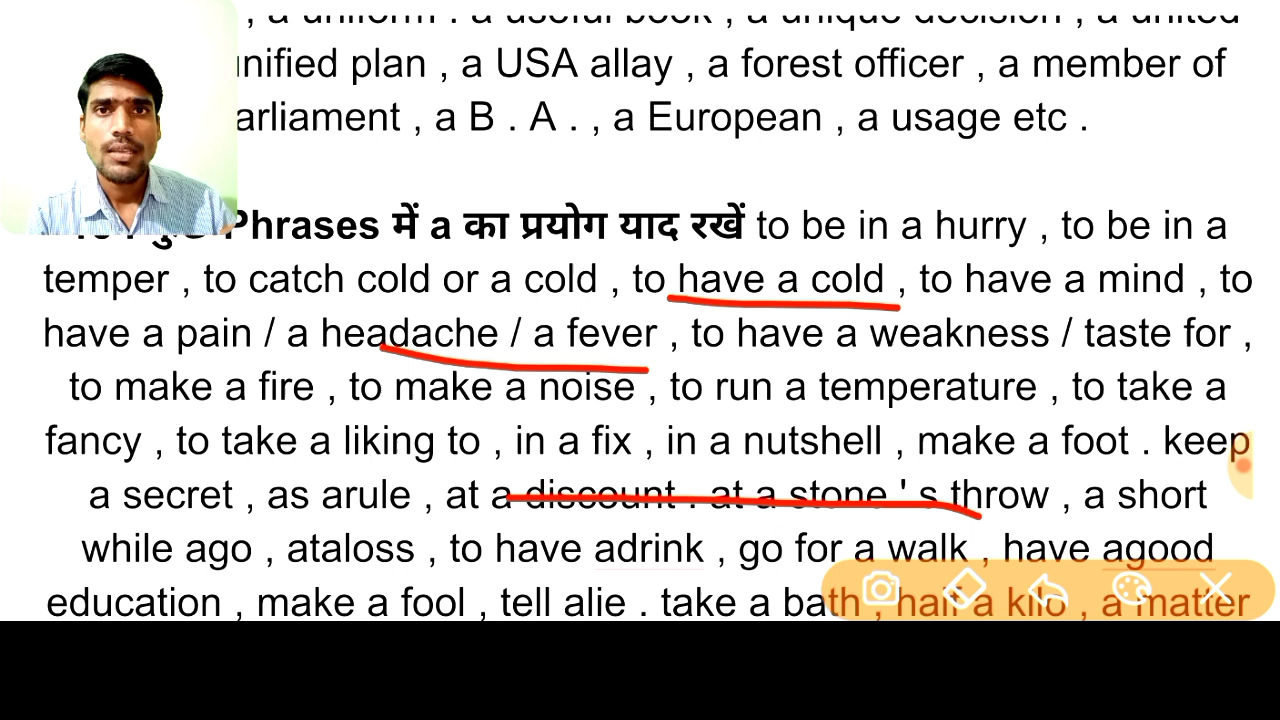 , a uniform . a useful book , a unique decision , a united
unified plan , a USA allay , a forest officer , a member of
arliament , a B . A . , a European , a usage etc .
Phrases में a का प्रयोग याद रखें to be in a hurry , to be in a
temper , to catch cold or a cold , to have a cold , to have a mind , to
have a pain / a headache / a fever , to have a weakness / taste for ,
to make a fire , to make a noise , to run a temperature , to take a
fancy , to take a liking to , in a fix , in a nutshell , make a foot . keep
a secret , as arule , at a discount . at a stone ' s throw , a short
while ago , ataloss , to have adrink , go for a walk , have agood
education , make a fool , tell alie . take a bath , half a kilo , a matter